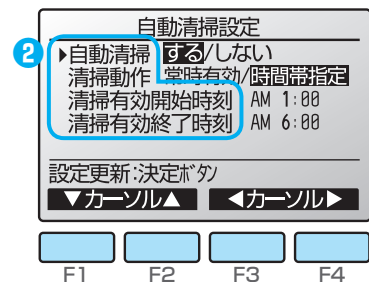 自動清掃設定
2
▶自動清掃 する/しない
清掃動作 常時有効/時間帯指定
清掃有効開始時刻 AM 1:00
清掃有効終了時刻 AM 6:00
設定更新:決定ボタン
▼カーソル▲ ◀カーソル▶
F1 F2 F3 F4